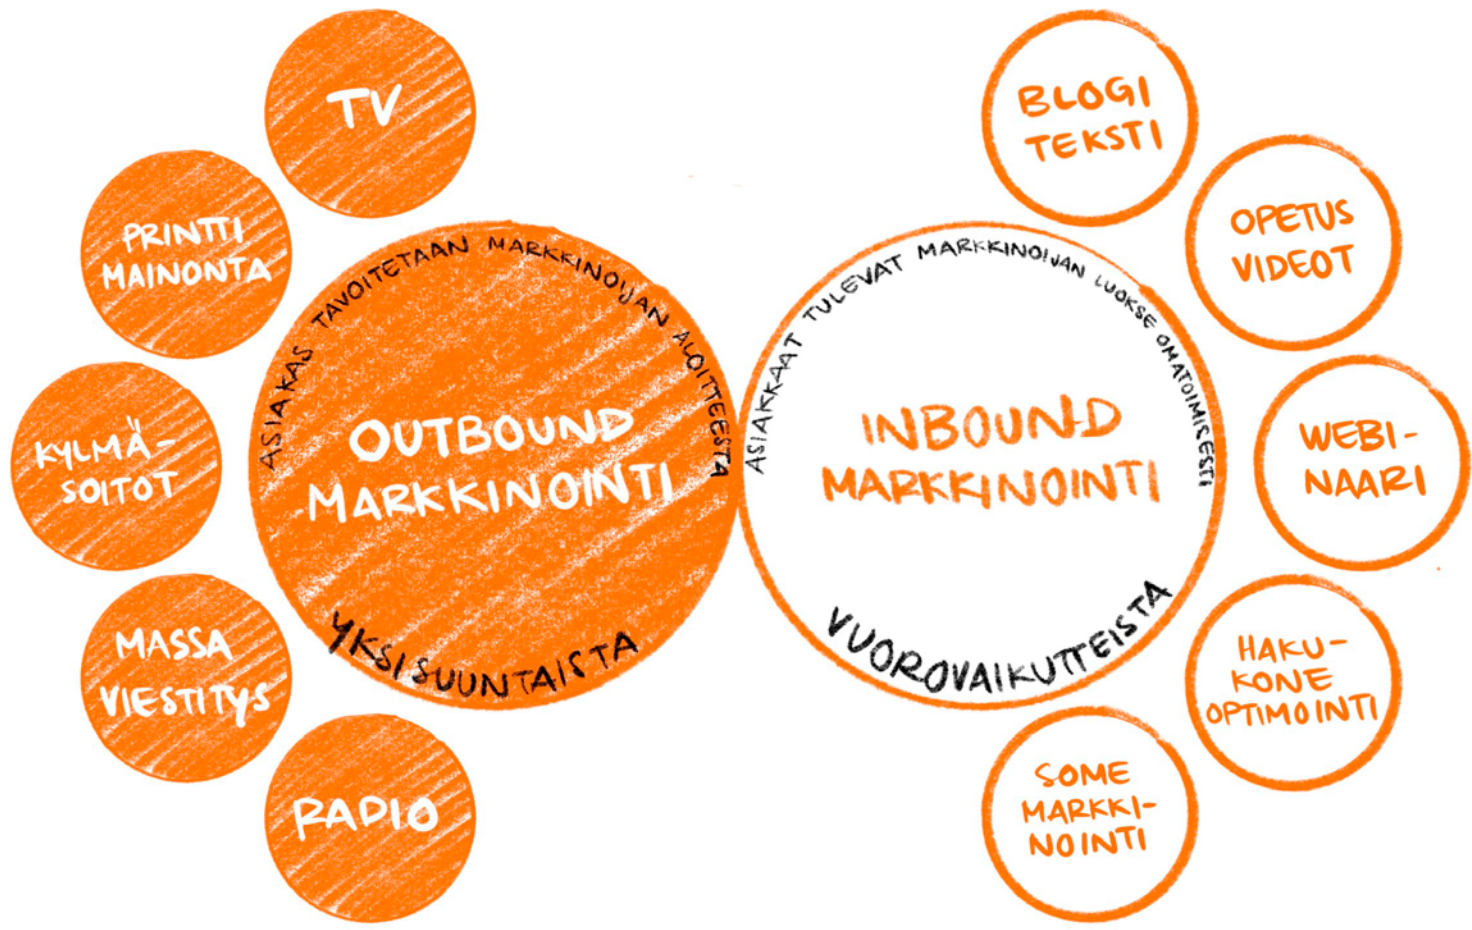 TV
PRINTTI
MAINONTA
KYLMÄ-
SOITOT
MASSA
VIESTITYS
RADIO
ASIAKAS TAVOITETAAN MARKKINOIJAN ALOITTEESTA
OUTBOUND
MARKKINOINTI
YKSISUUNTAISTA
ASIAKKAAT TULEVAT MARKKINOIJAN LUOKSE OMATOIMISESTI
INBOUND
MARKKINOINTI
VUOROVAIKUTTEISTA
BLOGI
TEKSTI
OPETUS
VIDEOT
WEBI-
NAARI
HAKU-
KONE
OPTIMOINTI
SOME
MARKKI-
NOINTI